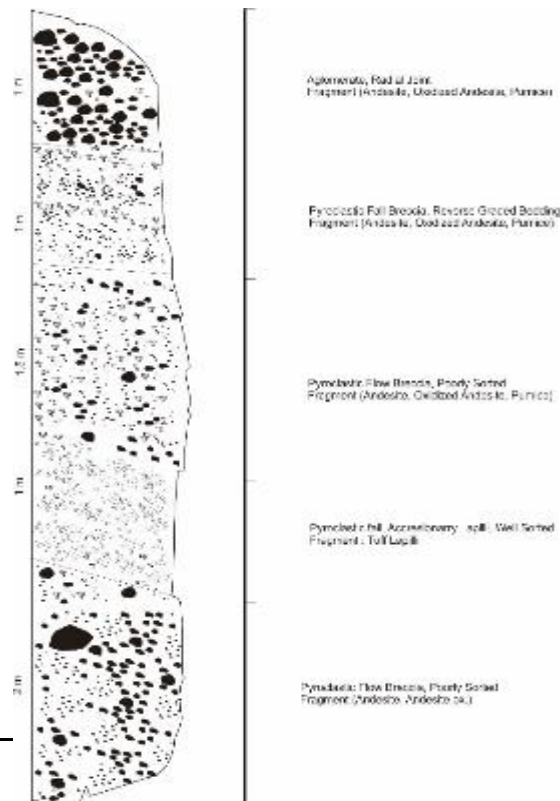 1 m
Aglomerate, Radial Joint
Fragment (Andesite, Oxidized Andesite, Pumice)
1 m
Pyroclastic Fall Breccia, Reverse Graded Bedding
Fragment (Andesite, Oxidized Andesite, Pumice)
1,5 m
Pyroclastic Flow Breccia, Poorly Sorted
Fragment (Andesite, Oxidized Andesite, Pumice)
1 m
Pyroclastic fall, Accresionarry Lapilli, Well Sorted
Fragment : Tuff Lapilli
2 m
Pyroclastic Flow Breccia, Poorly Sorted
Fragment (Andesite, Andesite ox.)